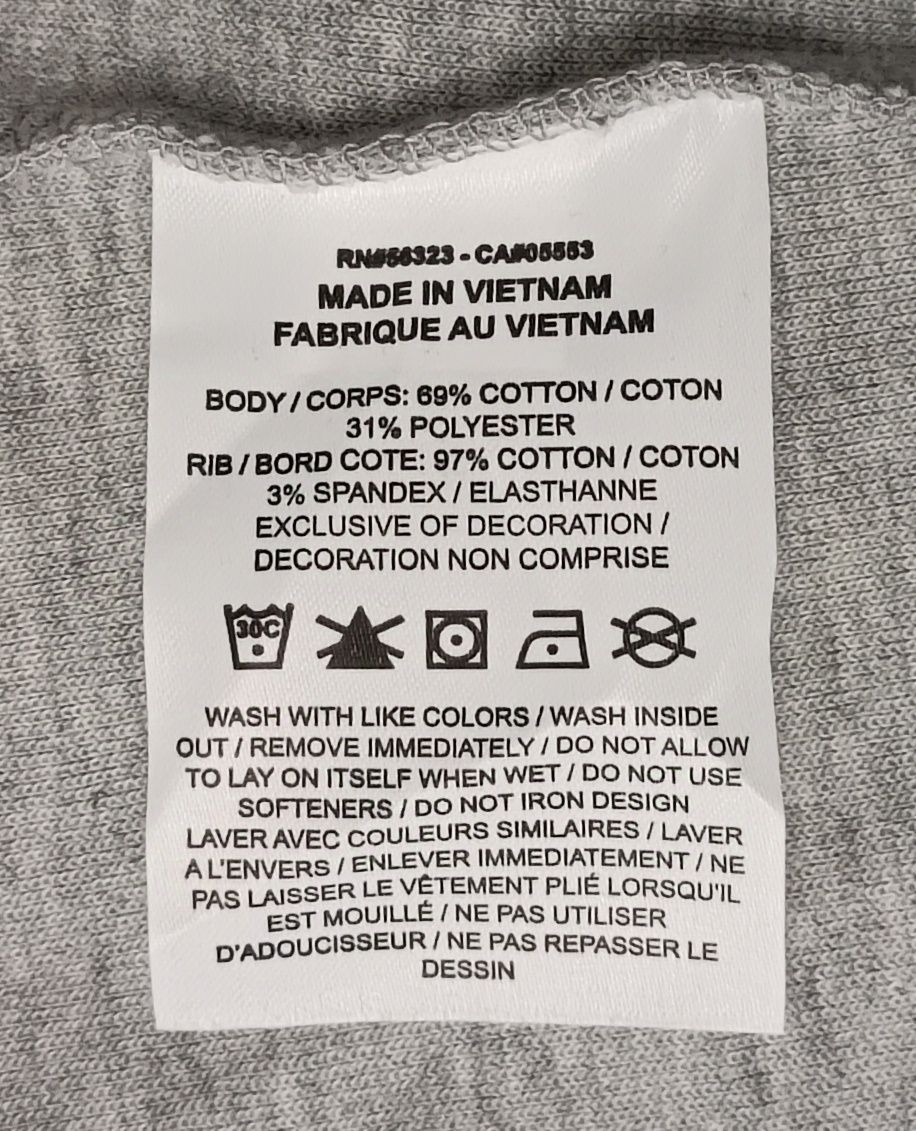 RN#56323 - CA#05553
MADE IN VIETNAM
FABRIQUE AU VIETNAM
BODY / CORPS: 69% COTTON / COTON
31% POLYESTER
RIB / BORD COTE: 97% COTTON / COTON
3% SPANDEX / ELASTHANNE
EXCLUSIVE OF DECORATION /
DECORATION NON COMPRISE
30C
WASH WITH LIKE COLORS / WASH INSIDE
OUT / REMOVE IMMEDIATELY / DO NOT ALLOW
TO LAY ON ITSELF WHEN WET / DO NOT USE
SOFTENERS / DO NOT IRON DESIGN
LAVER AVEC COULEURS SIMILAIRES / LAVER
A L'ENVERS / ENLEVER IMMEDIATEMENT / NE
PAS LAISSER LE VÊTEMENT PLIÉ LORSQU'IL
EST MOUILLÉ / NE PAS UTILISER
D'ADOUCISSEUR / NE PAS REPASSER LE
DESSIN